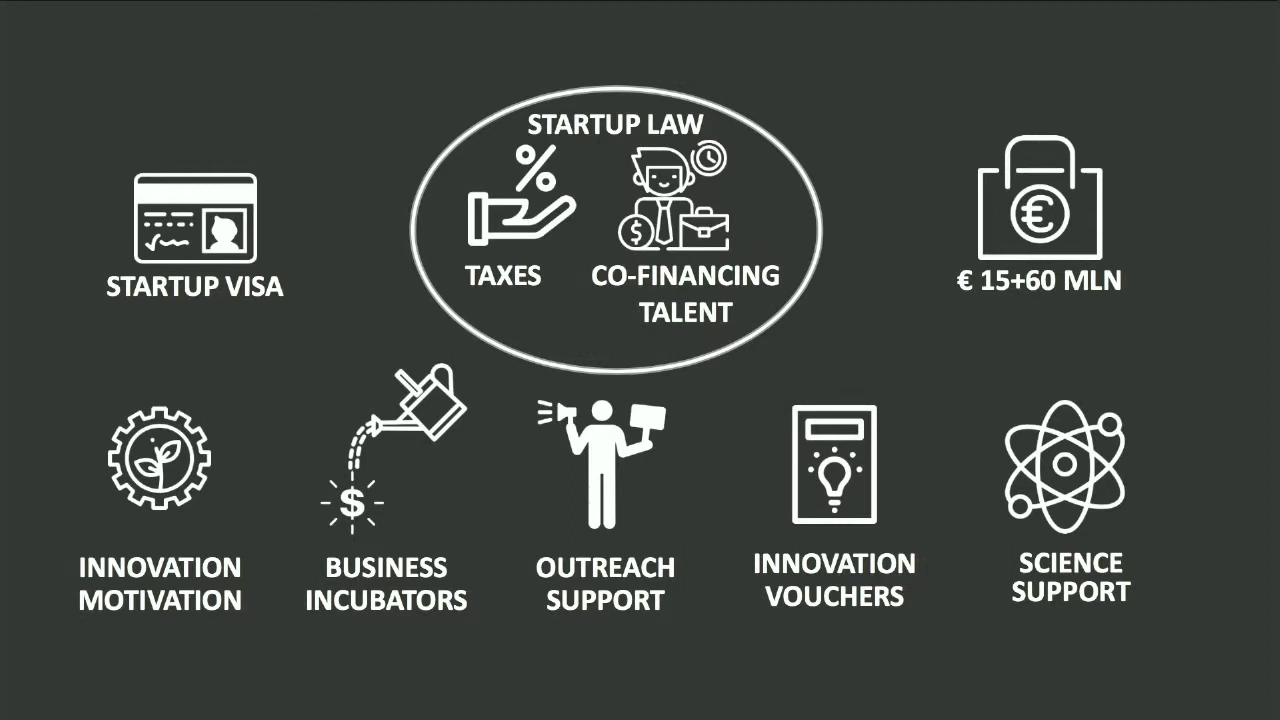 STARTUP LAW
TAXES
CO-FINANCING
TALENT
STARTUP VISA
€ 15+60 MLN
INNOVATION
MOTIVATION
BUSINESS
INCUBATORS
OUTREACH
SUPPORT
INNOVATION
VOUCHERS
SCIENCE
SUPPORT